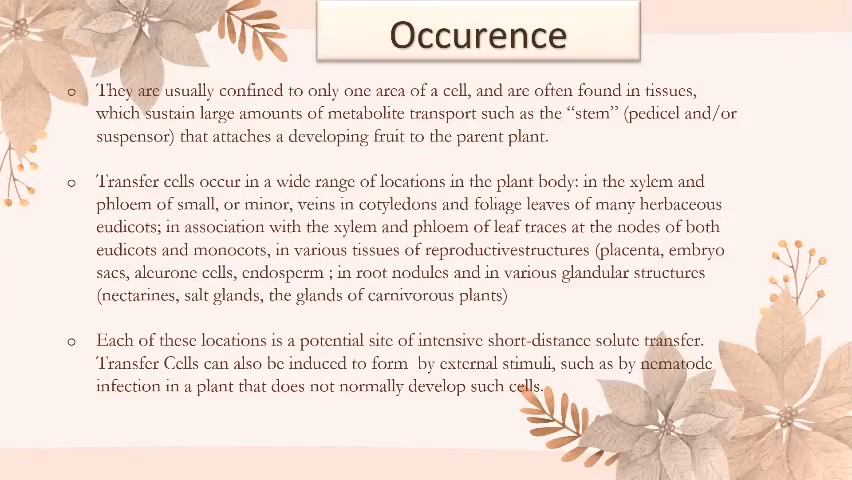 Occurence
o They are usually confined to only one area of a cell, and are often found in tissues,
which sustain large amounts of metabolite transport such as the “stem” (pedicel and/or
suspensor) that attaches a developing fruit to the parent plant.
o Transfer cells occur in a wide range of locations in the plant body: in the xylem and
phloem of small, or minor, veins in cotyledons and foliage leaves of many herbaceous
eudicots; in association with the xylem and phloem of leaf traces at the nodes of both
eudicots and monocots, in various tissues of reproductivestructures (placenta, embryo
sacs, aleurone cells, endosperm ; in root nodules and in various glandular structures
(nectarines, salt glands, the glands of carnivorous plants)
o Each of these locations is a potential site of intensive short-distance solute transfer.
Transfer Cells can also be induced to form by external stimuli, such as by nematode
infection in a plant that does not normally develop such cells.